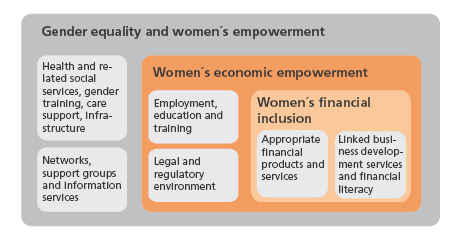 Gender equality and women´s empowerment
Health and re-
lated social
services, gender
training, care
support, infra-
structure
Networks,
support groups
and information
services
Women´s economic empowerment
Employment,
education and
training
Legal and
regulatory
environment
Women´s financial
inclusion
Appropriate
financial
products and
services
Linked busi-
ness develop-
ment services
and financial
literacy